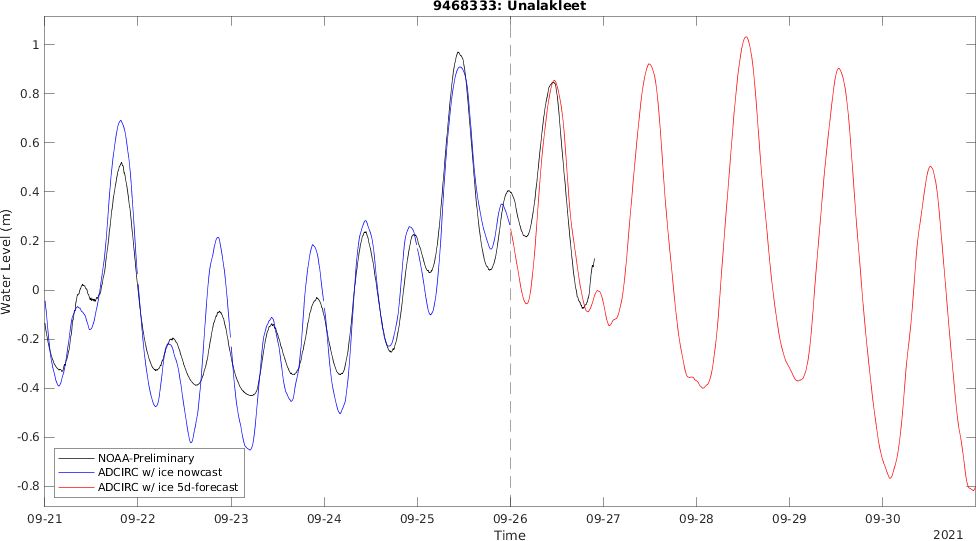 9468333: Unalakleet
Water Level (m)
1
0.8
0.6
0.4
0.2
0
-0.2
-0.4
-0.6
-0.8
NOAA-Preliminary
ADCIRC w/ ice nowcast
ADCIRC w/ ice 5d-forecast
09-21 09-22 09-23 09-24 09-25 09-26 09-27 09-28 09-29 09-30
Time
2021